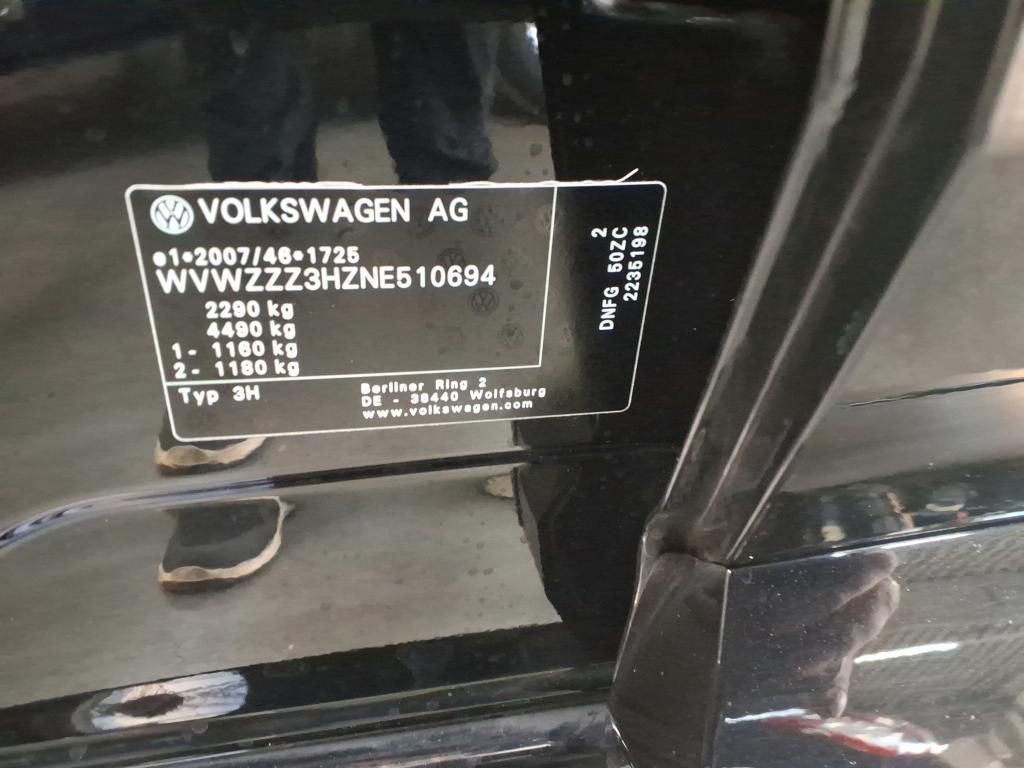 VOLKSWAGEN AG
e1*2007/46*1725
WVWZZZ3HZNE510694
2290 kg
4490 kg
1- 1160 kg
2- 1180 kg
Typ 3H
Berliner Ring 2
DE - 38440 Wolfsburg
www.volkswagen.com
2
DNFG 50ZC
2235198